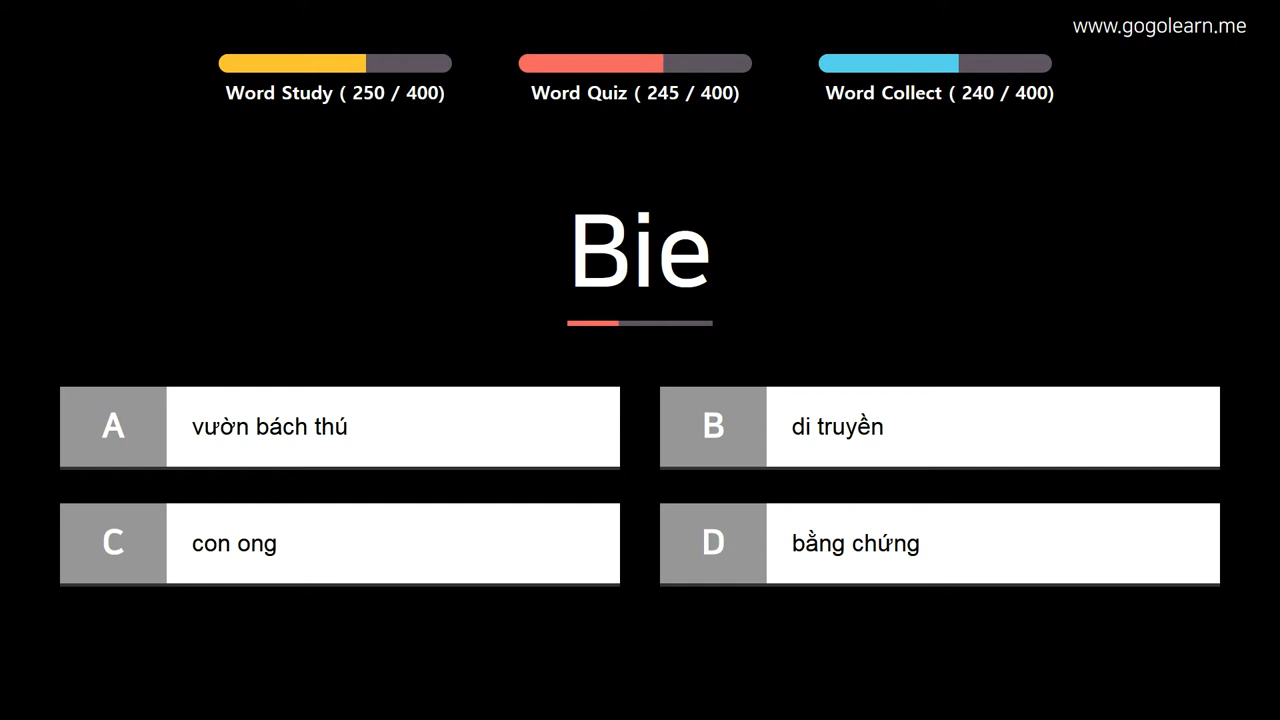 www.gogolearn.me
Word Study ( 250 / 400)
Word Quiz ( 245 / 400)
Word Collect ( 240 / 400)
Bie
A vườn bách thú
B di truyền
C con ong
D bằng chứng